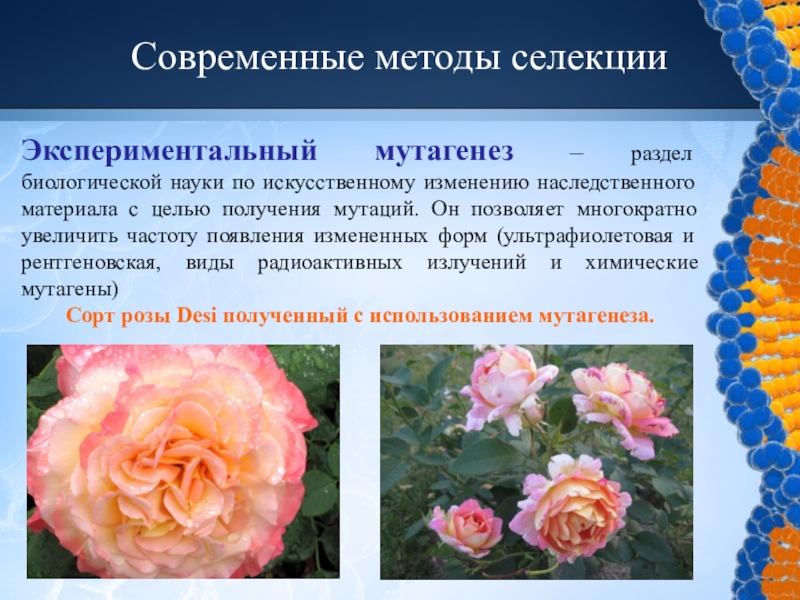 Современные методы селекции
Экспериментальный мутагенез – раздел
биологической науки по искусственному изменению наследственного
материала с целью получения мутаций. Он позволяет многократно
увеличить частоту появления измененных форм (ультрафиолетовая и
рентгеновская, виды радиоактивных излучений и химические
мутагены)
Сорт розы Desi полученный с использованием мутагенеза.